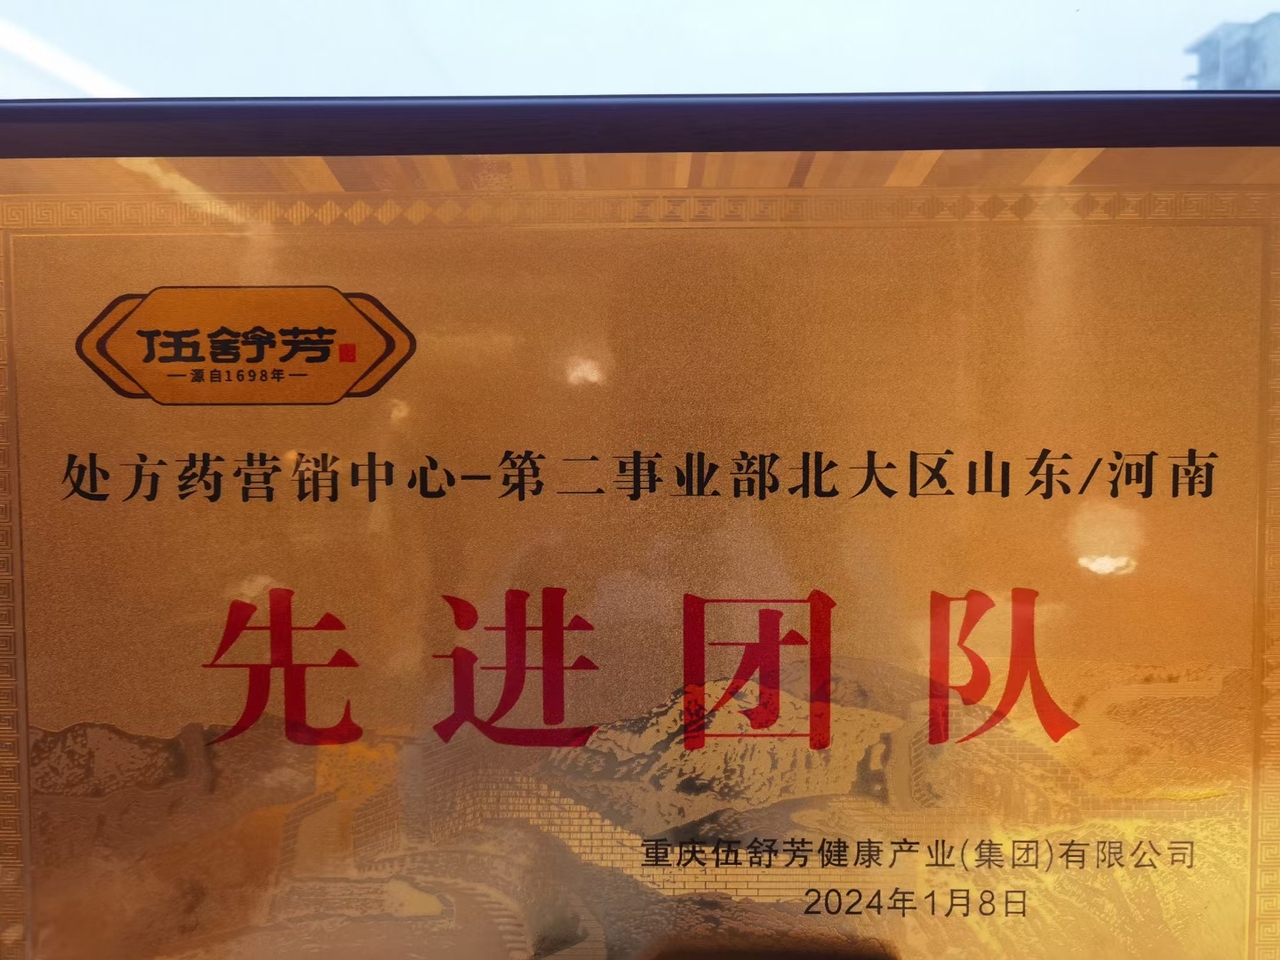 伍舒芳
源自1698年
处方药营销中心-第二事业部北大区山东/河南
先进团队
重庆伍舒芳健康产业(集团)有限公司
2024年1月8日